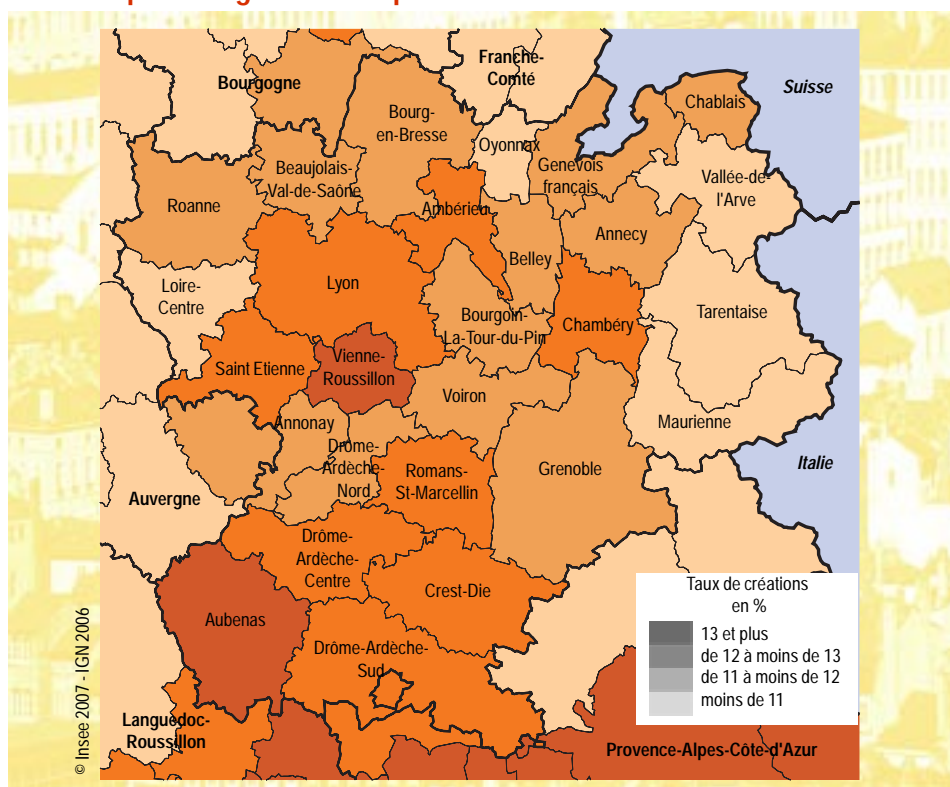 Franche-
Comté
Suisse
Bourgogne
Chablais
Bourg-
en-Bresse
Oyonnax
Beaujolais-
Val-de-Saône
Genevois
français
Vallée-de-
l'Arve
Roanne
Ambérieu
Annecy
Belley
Loire-
Centre
Lyon
Bourgoin-
La-Tour-du-Pin
Chambéry
Tarentaise
Saint Etienne
Vienne-
Roussillon
Voiron
Maurienne
Annonay
Drôme-
Ardèche-
Nord
Romans-
St-Marcellin
Grenoble
Italie
Auvergne
Drôme-
Ardèche-
Centre
Crest-Die
Aubenas
Drôme-Ardèche-
Sud
Taux de créations
en %
13 et plus
de 12 à moins de 13
de 11 à moins de 12
moins de 11
Languedoc-
Roussillon
Provence-Alpes-Côte-d'Azur
© Insee 2007 - IGN 2006